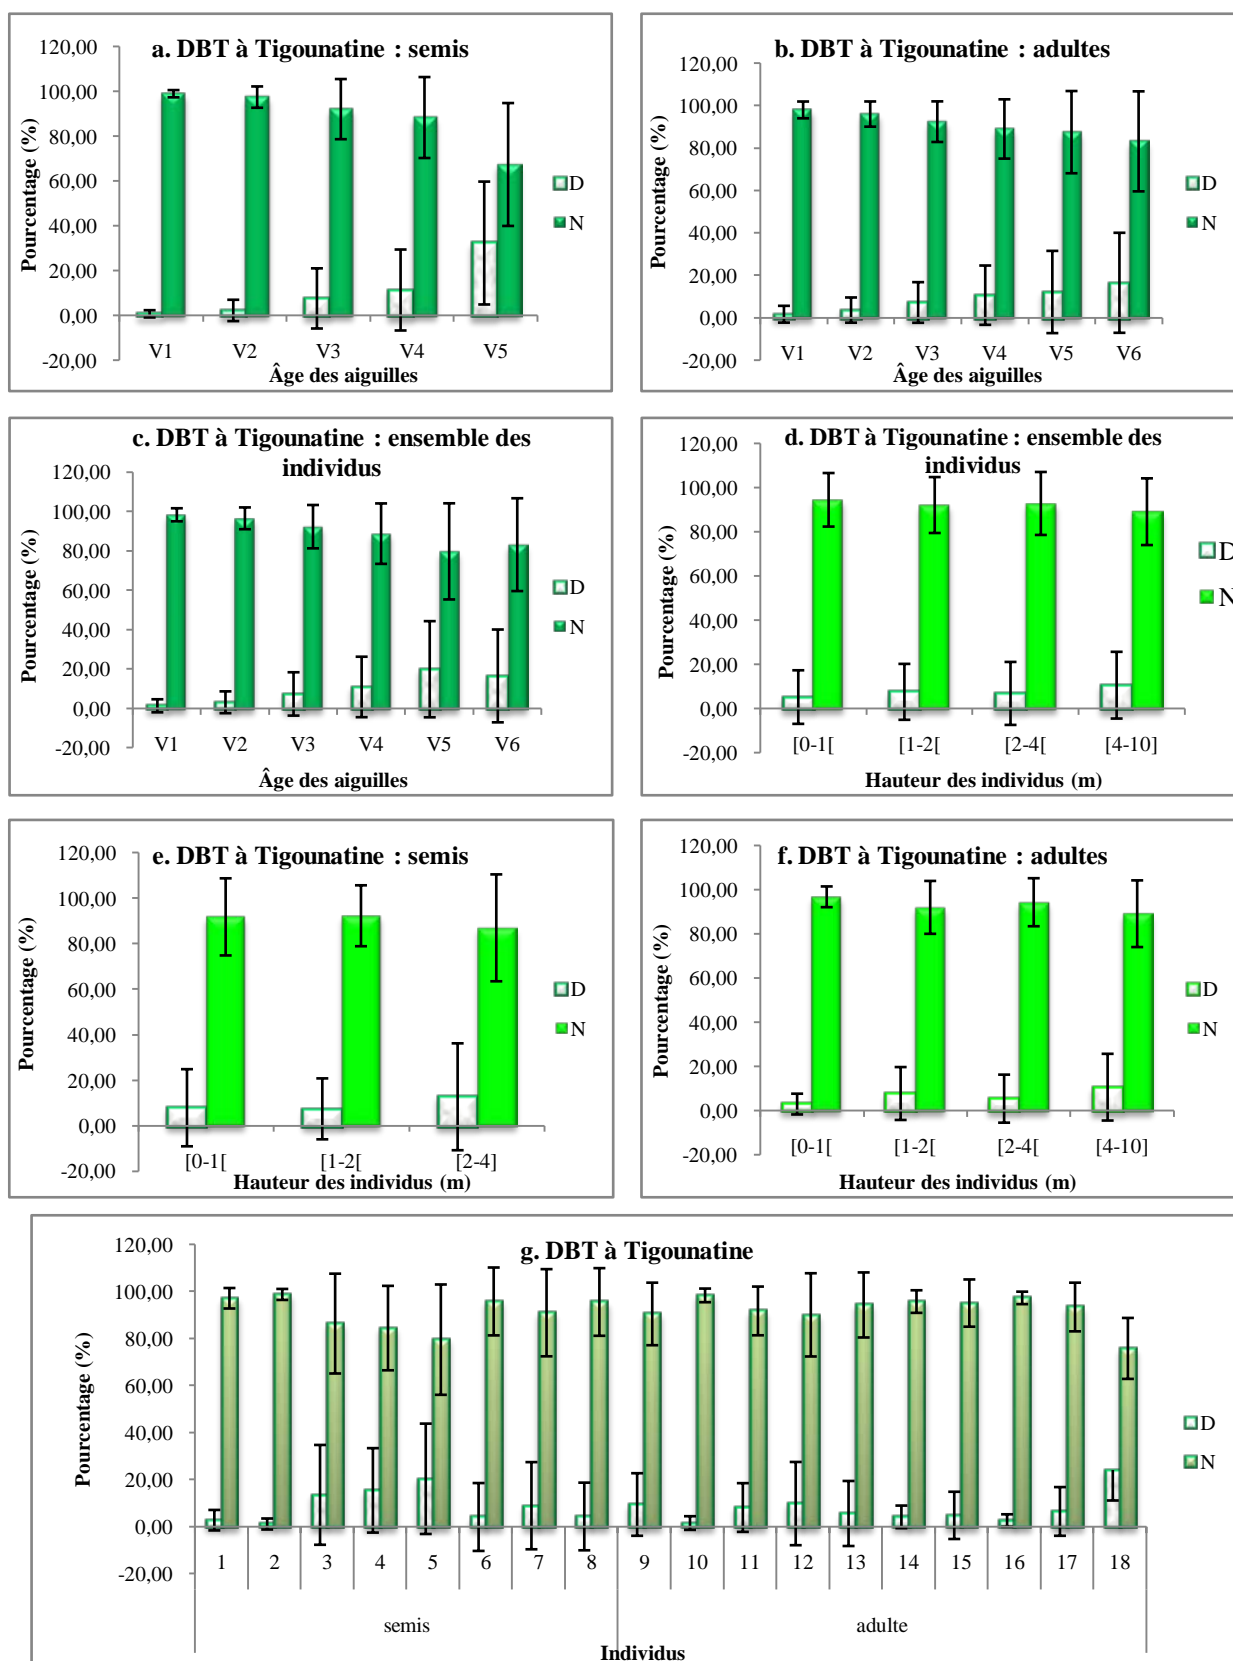 a. DBT à Tigounatine : semis
120,00
100,00
80,00
60,00
40,00
20,00
0,00
-20,00
Pourcentage (%)
V1 V2 V3 V4 V5
Âge des aiguilles
D
N
b. DBT à Tigounatine : adultes
120,00
100,00
80,00
60,00
40,00
20,00
0,00
-20,00
Pourcentage (%)
V1 V2 V3 V4 V5 V6
Âge des aiguilles
D
N
c. DBT à Tigounatine : ensemble des
individus
120,00
100,00
80,00
60,00
40,00
20,00
0,00
-20,00
Pourcentage (%)
V1 V2 V3 V4 V5 V6
Âge des aiguilles
D
N
d. DBT à Tigounatine : ensemble des
individus
120,00
100,00
80,00
60,00
40,00
20,00
0,00
-20,00
Pourcentage (%)
[0-1[ [1-2[ [2-4[ [4-10]
Hauteur des individus (m)
D
N
e. DBT à Tigounatine : semis
120,00
100,00
80,00
60,00
40,00
20,00
0,00
-20,00
Pourcentage (%)
[0-1[ [1-2[ [2-4]
Hauteur des individus (m)
D
N
f. DBT à Tigounatine : adultes
120,00
100,00
80,00
60,00
40,00
20,00
0,00
-20,00
Pourcentage (%)
[0-1[ [1-2[ [2-4[ [4-10]
Hauteur des individus (m)
D
N
g. DBT à Tigounatine
120,00
100,00
80,00
60,00
40,00
20,00
0,00
-20,00
Pourcentage (%)
1 2 3 4 5 6 7 8 9 10 11 12 13 14 15 16 17 18
semis adulte
Individus
D
N